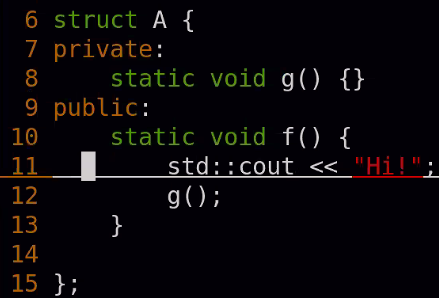 6 struct A {
7 private:
8     static void g() {}
9 public:
10     static void f() {
11         std::cout << "Hi!";
12         g();
13     }
14
15 };